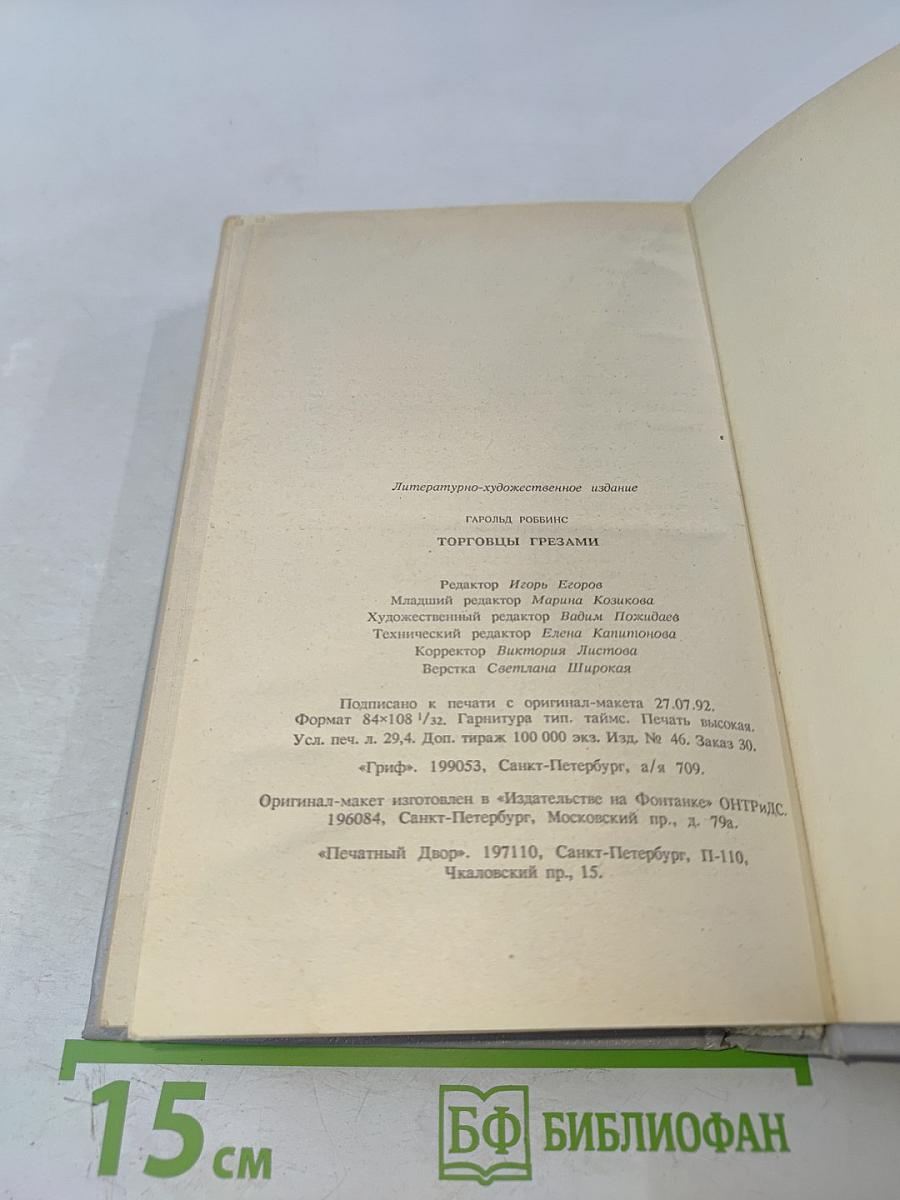 Литературно-художественное издание
ГАРОЛЬД РОББИНС
ТОРГОВЦЫ ГРЕЗАМИ
Редактор Игорь Егоров
Младший редактор Марина Козикова
Художественный редактор Вадим Пожидаев
Технический редактор Елена Капитонова
Корректор Виктория Листова
Верстка Светлана Широкая
Подписано к печати с оригинал-макета 27.07.92.
Формат 84×108 1/32. Гарнитура тип. таймс. Печать высокая.
Усл. печ. л. 29,4. Доп. тираж 100 000 экз. Изд. № 46. Заказ 30.
«Гриф». 199053, Санкт-Петербург, а/я 709.
Оригинал-макет изготовлен в «Издательстве на Фонтанке» ОНТРиДС.
196084, Санкт-Петербург, Московский пр., д. 79а.
«Печатный Двор». 197110, Санкт-Петербург, П-110,
Чкаловский пр., 15.
15 см
БФ БИБЛИОФАН